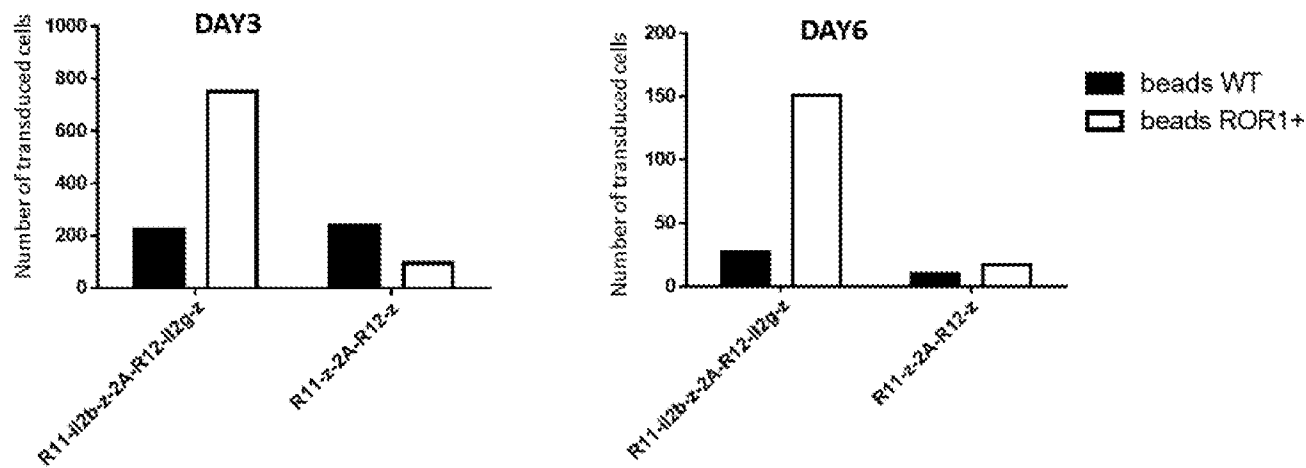 DAY3
Number of transduced cells
1000
800
600
400
200
0
R11-Il2b-z-2A-R12-Il2g-z
R11-z-2A-R12-z
DAY6
Number of transduced cells
200
150
100
50
0
R11-Il2b-z-2A-R12-Il2g-z
R11-z-2A-R12-z
beads WT
beads ROR1+